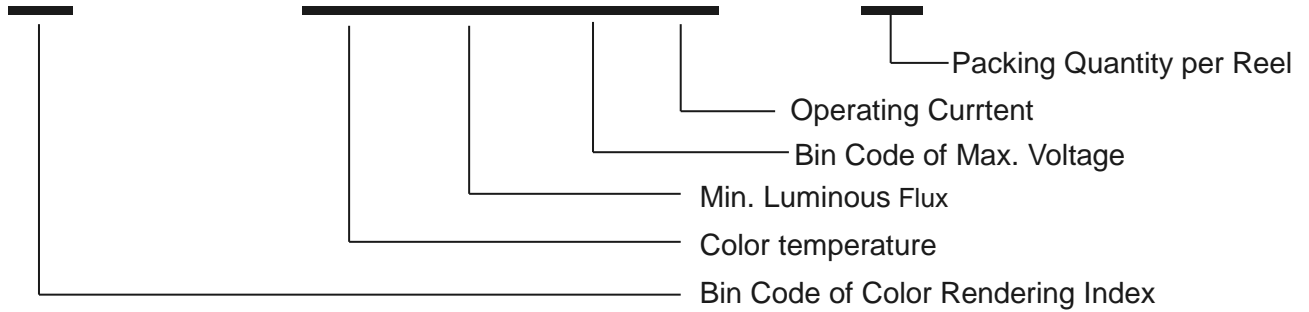 Packing Quantity per Reel
Operating Currtent
Bin Code of Max. Voltage
Min. Luminous Flux
Color temperature
Bin Code of Color Rendering Index